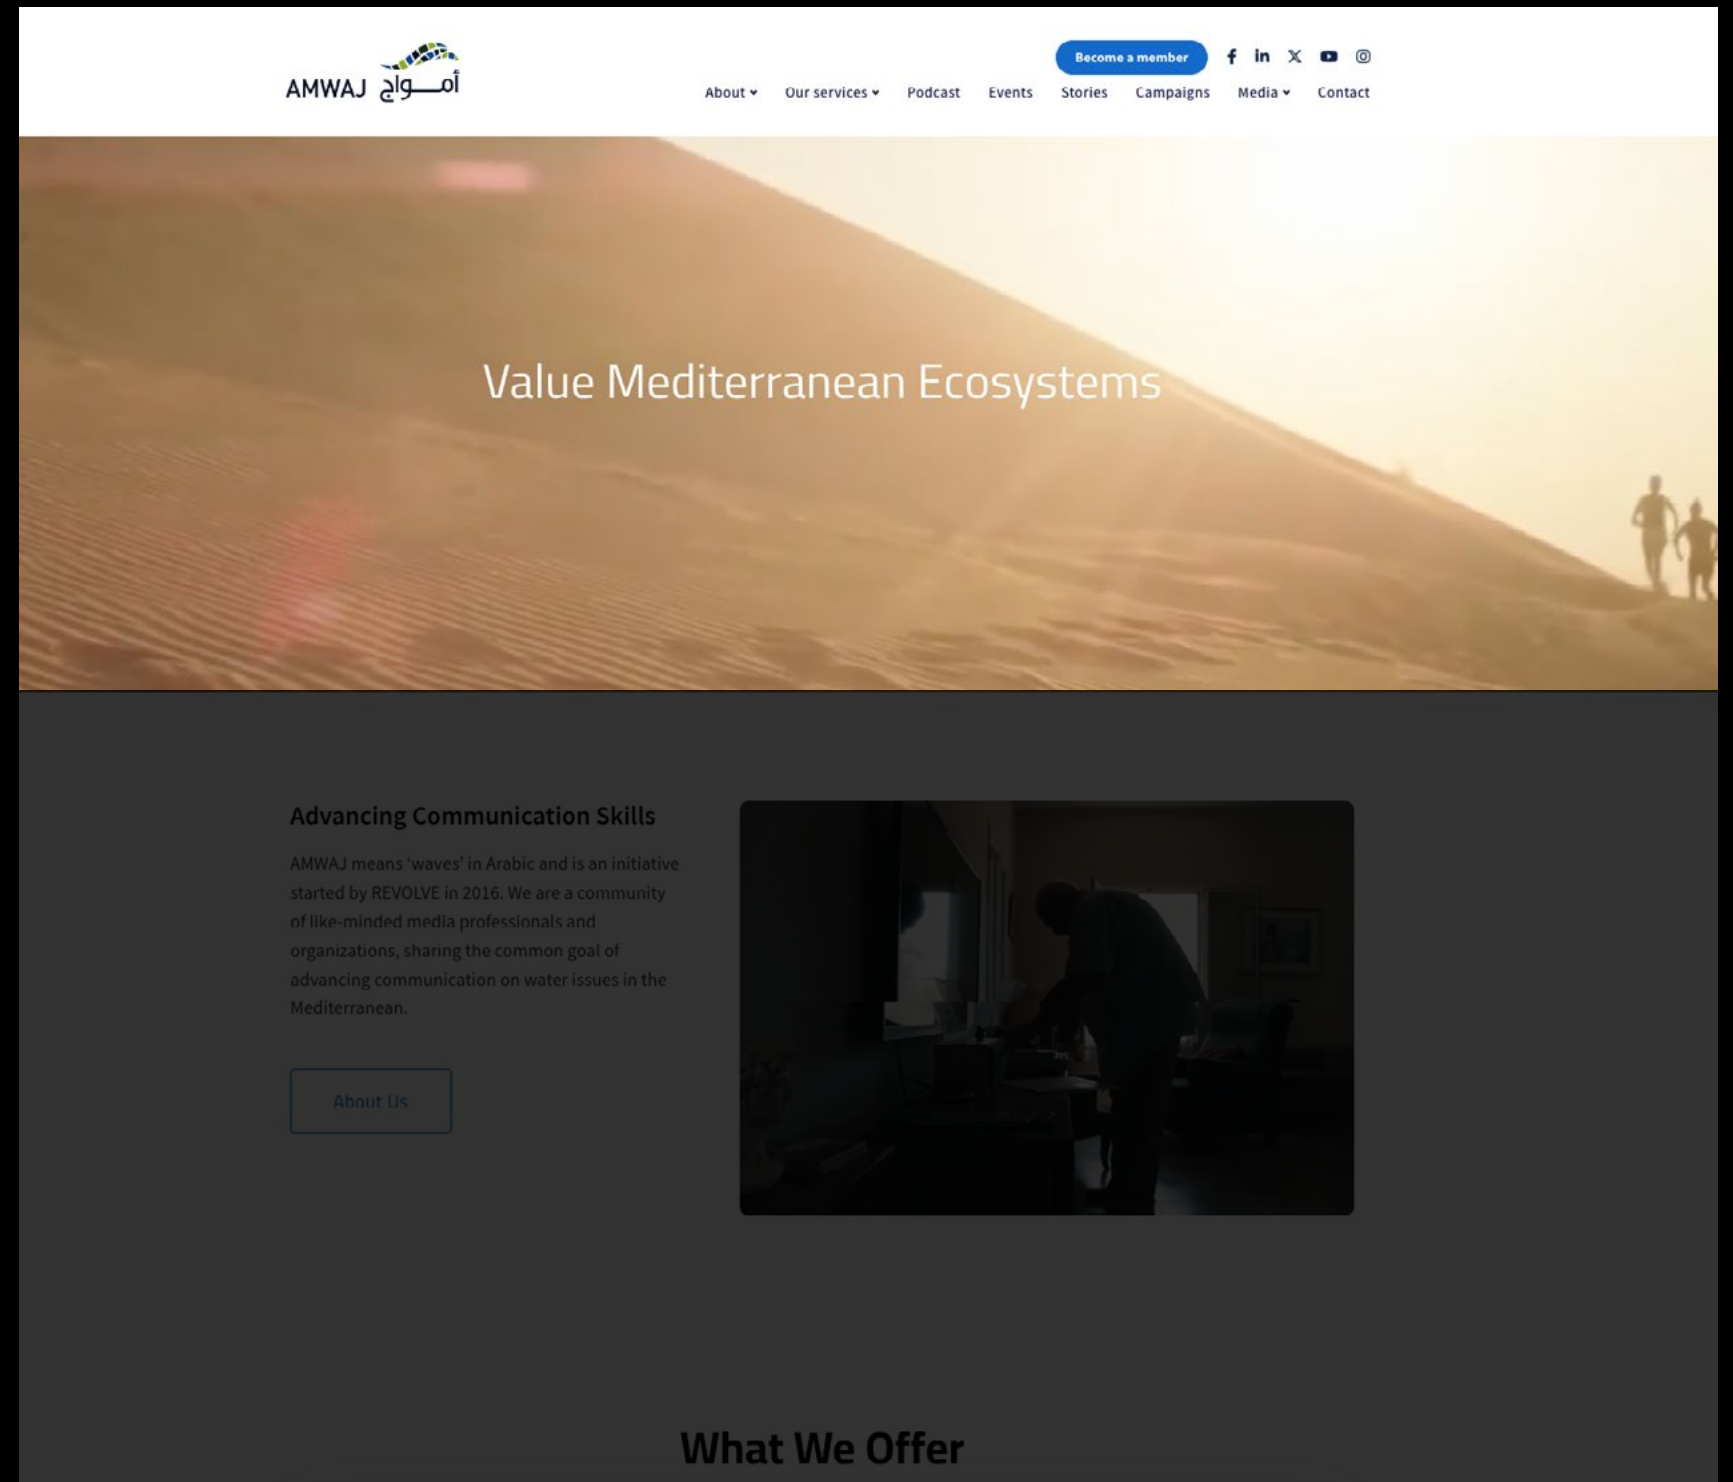 AMWAJ أمواج
Become a member
About Our services Podcast Events Stories Campaigns Media Contact
Value Mediterranean Ecosystems
Advancing Communication Skills
AMWAJ means ‘waves’ in Arabic and is an initiative
started by REVOLVE in 2016. We are a community
of like-minded media professionals and
organizations, sharing the common goal of
advancing communication on water issues in the
Mediterranean.
About Us
What We Offer